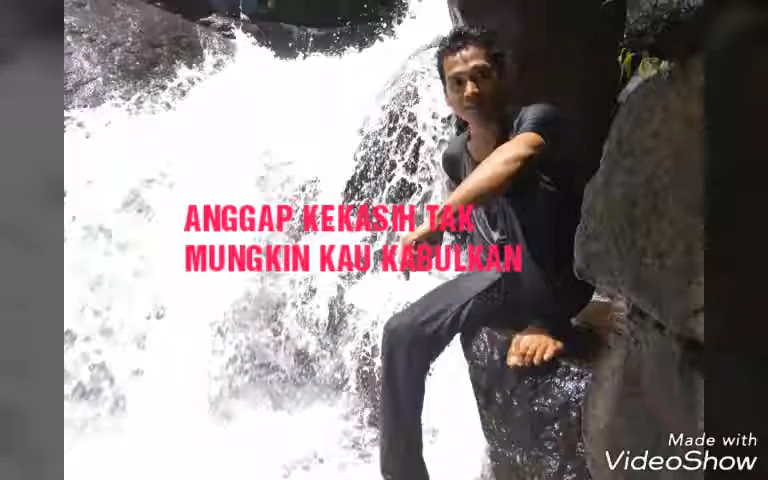 ANGGAP KEKASIH TAK
MUNGKIN KAU KABULKAN
Made with
VideoShow